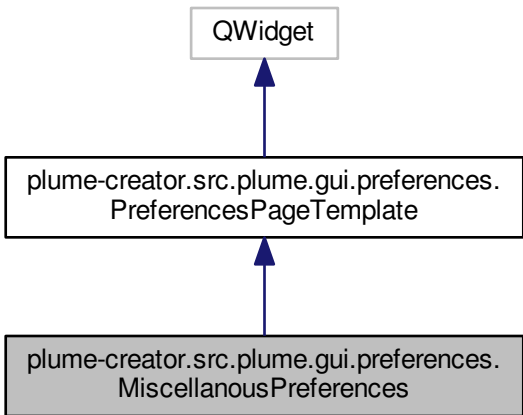 QWidget
plume-creator.src.plume.gui.preferences.
PreferencesPageTemplate
plume-creator.src.plume.gui.preferences.
MiscellanousPreferences